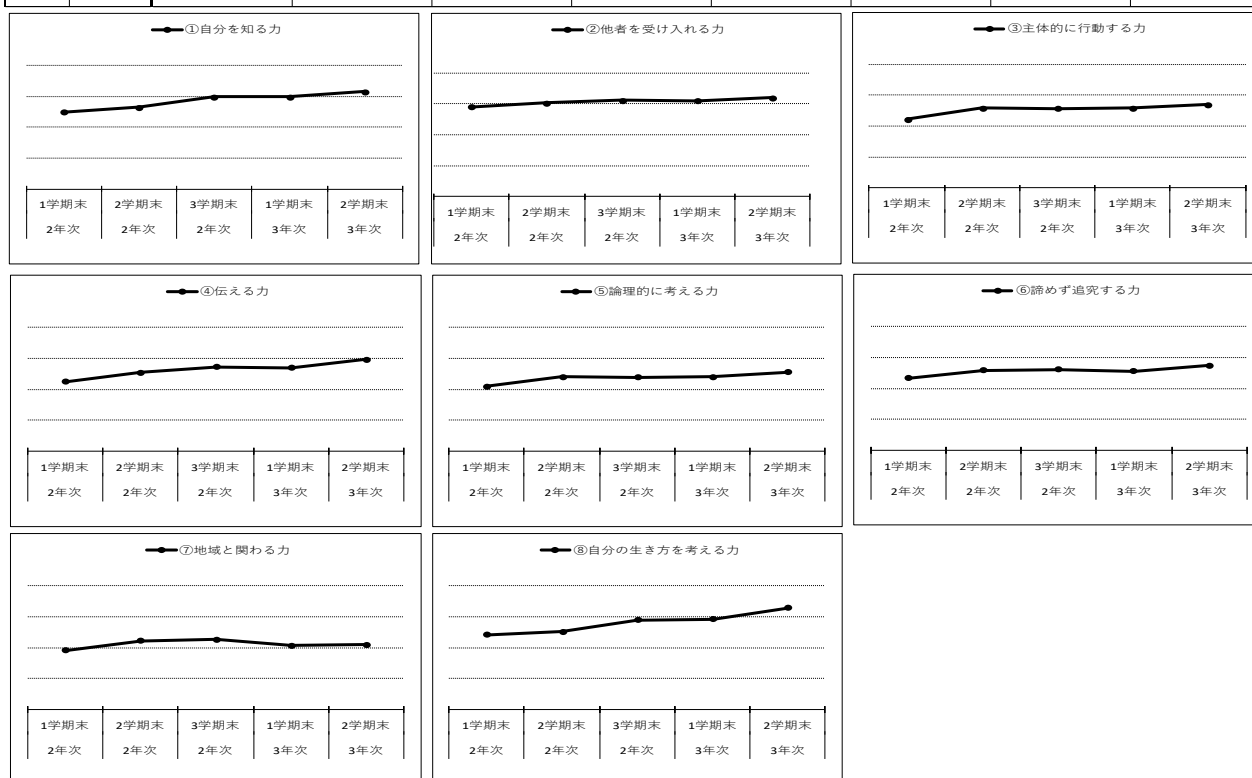 ①自分を知る力
1学期末 2学期末 3学期末 1学期末 2学期末
2年次 2年次 2年次 3年次 3年次
②他者を受け入れる力
1学期末 2学期末 3学期末 1学期末 2学期末
2年次 2年次 2年次 3年次 3年次
③主体的に行動する力
1学期末 2学期末 3学期末 1学期末 2学期末
2年次 2年次 2年次 3年次 3年次
④伝える力
1学期末 2学期末 3学期末 1学期末 2学期末
2年次 2年次 2年次 3年次 3年次
⑤論理的に考える力
1学期末 2学期末 3学期末 1学期末 2学期末
2年次 2年次 2年次 3年次 3年次
⑥諦めず追究する力
1学期末 2学期末 3学期末 1学期末 2学期末
2年次 2年次 2年次 3年次 3年次
⑦地域と関わる力
1学期末 2学期末 3学期末 1学期末 2学期末
2年次 2年次 2年次 3年次 3年次
⑧自分の生き方を考える力
1学期末 2学期末 3学期末 1学期末 2学期末
2年次 2年次 2年次 3年次 3年次